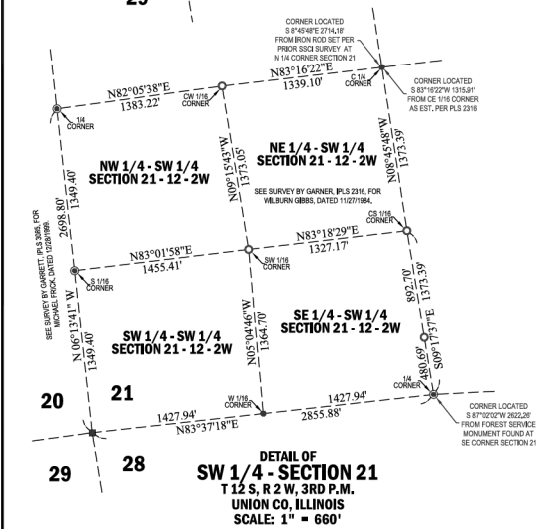 29
CORNER LOCATED
S 8°45'48"E 2714.18'
FROM IRON ROD SET PER
PRIOR SSCI SURVEY AT
N 1/4 CORNER SECTION 21
N82°05'38"E
1383.22'
CW 1/16
CORNER
N83°16'22"E
1339.10'
C 1/4
CORNER
CORNER LOCATED
S 83°16'22"W 1315.91'
FROM CE 1/16 CORNER
AS EST. PER PLS 2316
1/4
CORNER
NW 1/4 - SW 1/4
SECTION 21 - 12 - 2W
N09°15'43"W
1373.05'
NE 1/4 - SW 1/4
SECTION 21 - 12 - 2W
N08°45'48"W
1373.39'
SEE SURVEY BY GARNER, IPLS 2316, FOR
WILBURN GIBBS, DATED 11/27/1984.
2698.80'
1349.40'
SEE SURVEY BY GARRETT, IPLS 3085, FOR
MICHAEL FRICK, DATED 12/28/1999.
N83°01'58"E
1455.41'
N83°18'29"E
1327.17'
CS 1/16
CORNER
S 1/16
CORNER
SW 1/16
CORNER
N 06°13'41" W
1349.40'
SW 1/4 - SW 1/4
SECTION 21 - 12 - 2W
N05°04'46"W
1364.70'
SE 1/4 - SW 1/4
SECTION 21 - 12 - 2W
892.70'
1373.39'
480.69'
S09°17'37"E
20
21
W 1/16
CORNER
1/4
CORNER
1427.94'
N83°37'18"E
1427.94'
2855.88'
CORNER LOCATED
S 87°02'02"W 2622.26'
FROM FOREST SERVICE
MONUMENT FOUND AT
SE CORNER SECTION 21
29
28
DETAIL OF
SW 1/4 - SECTION 21
T 12 S, R 2 W, 3RD P.M.
UNION CO, ILLINOIS
SCALE: 1" = 660'